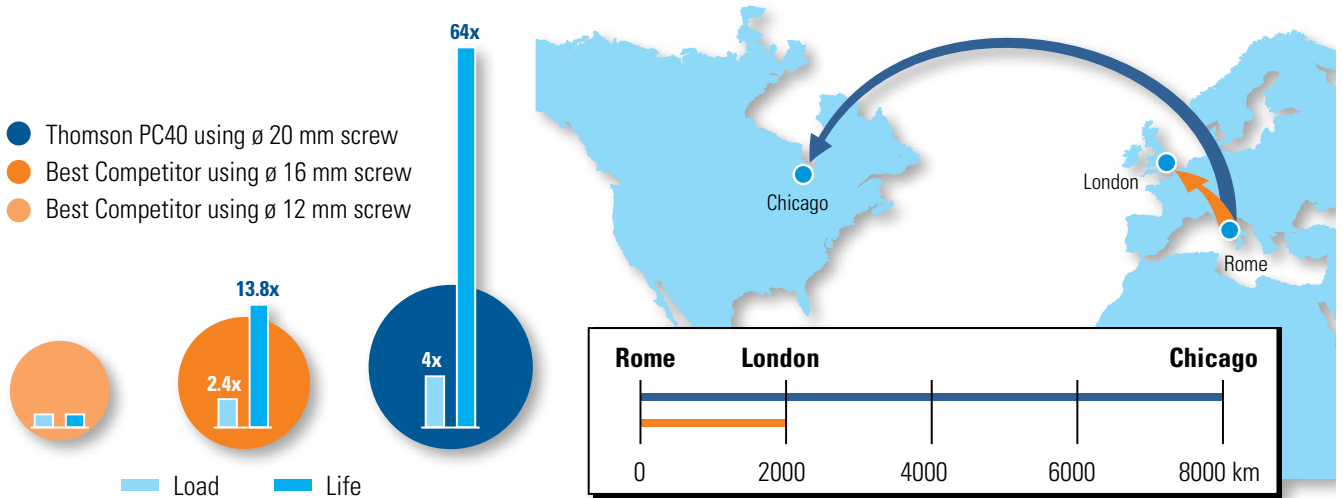 64x
Thomson PC40 using ø 20 mm screw
Best Competitor using ø 16 mm screw
Best Competitor using ø 12 mm screw
13.8x
2.4x
4x
Load Life
London
Chicago
Rome
Rome London Chicago
0 2000 4000 6000 8000 km